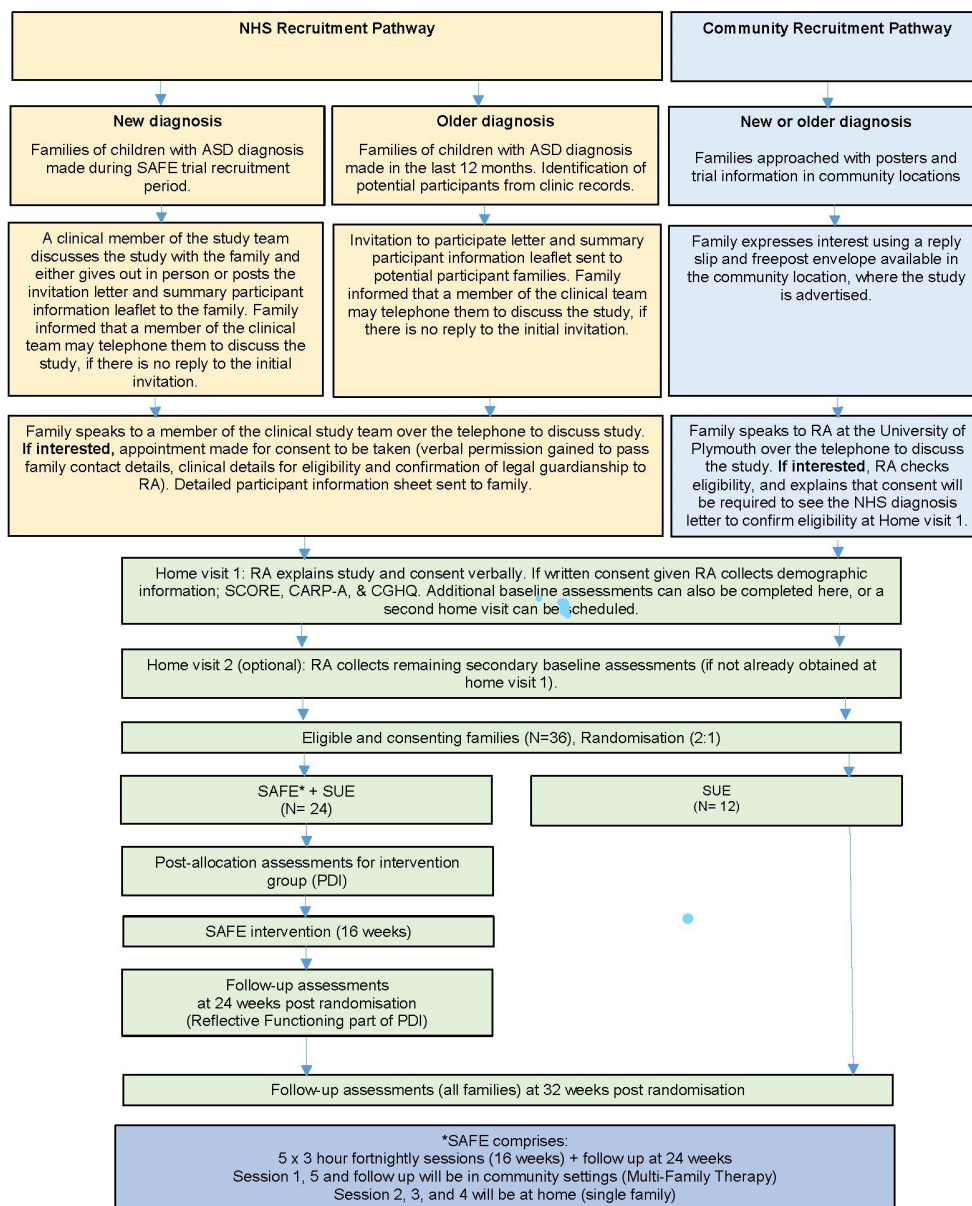 NHS Recruitment Pathway
Community Recruitment Pathway
New diagnosis
Families of children with ASD diagnosis
made during SAFE trial recruitment
period.
Older diagnosis
Families of children with ASD diagnosis
made in the last 12 months. Identification of
potential participants from clinic records.
New or older diagnosis
Families approached with posters and
trial information in community locations
A clinical member of the study team
discusses the study with the family and
either gives out in person or posts the
invitation letter and summary participant
information leaflet to the family. Family
informed that a member of the clinical
team may telephone them to discuss the
study, if there is no reply to the initial
invitation.
Invitation to participate letter and summary
participant information leaflet sent to
potential participant families. Family
informed that a member of the clinical team
may telephone them to discuss the study, if
there is no reply to the initial invitation.
Family expresses interest using a reply
slip and freepost envelope available in
the community location, where the study
is advertised.
Family speaks to a member of the clinical study team over the telephone to discuss study.
If interested, appointment made for consent to be taken (verbal permission gained to pass
family contact details, clinical details for eligibility and confirmation of legal guardianship to
RA). Detailed participant information sheet sent to family.
Family speaks to RA at the University of
Plymouth over the telephone to discuss
the study. If interested, RA checks
eligibility, and explains that consent will
be required to see the NHS diagnosis
letter to confirm eligibility at Home visit 1.
Home visit 1: RA explains study and consent verbally. If written consent given RA collects demographic
information; SCORE, CARP-A, & CGHQ. Additional baseline assessments can also be completed here, or a
second home visit can be scheduled.
Home visit 2 (optional): RA collects remaining secondary baseline assessments (if not already obtained at
home visit 1).
Eligible and consenting families (N=36), Randomisation (2:1)
SAFE* + SUE
(N= 24)
SUE
(N= 12)
Post-allocation assessments for intervention
group (PDI)
SAFE intervention (16 weeks)
Follow-up assessments
at 24 weeks post randomisation
(Reflective Functioning part of PDI)
Follow-up assessments (all families) at 32 weeks post randomisation
*SAFE comprises:
5 x 3 hour fortnightly sessions (16 weeks) + follow up at 24 weeks
Session 1, 5 and follow up will be in community settings (Multi-Family Therapy)
Session 2, 3, and 4 will be at home (single family)